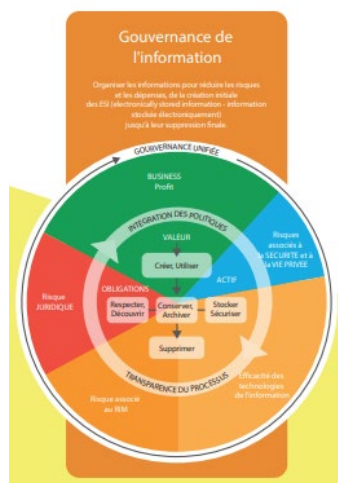 Gouvernance de
l'information
Organiser les informations pour réduire les risques
et les dépenses, de la création initiale
des ESI (electronically stored information - information
stockée électroniquement)
jusqu'à leur suppression finale.
GOUVERNANCE UNIFIÉE
BUSINESS
Profit
INTEGRATION DES POLITIQUES
VALEUR
Créer, Utiliser
Risques
associés à
la SECURITE et à
la VIE PRIVEE
ACTIF
OBLIGATIONS
Risque
JURIDIQUE
Respecter,
Découvrir
Conserver,
Archiver
Stocker
Sécuriser
Supprimer
TRANSPARENCE DU PROCESSUS
Risque associé
au RIM
Efficacité des
technologies
de l'information